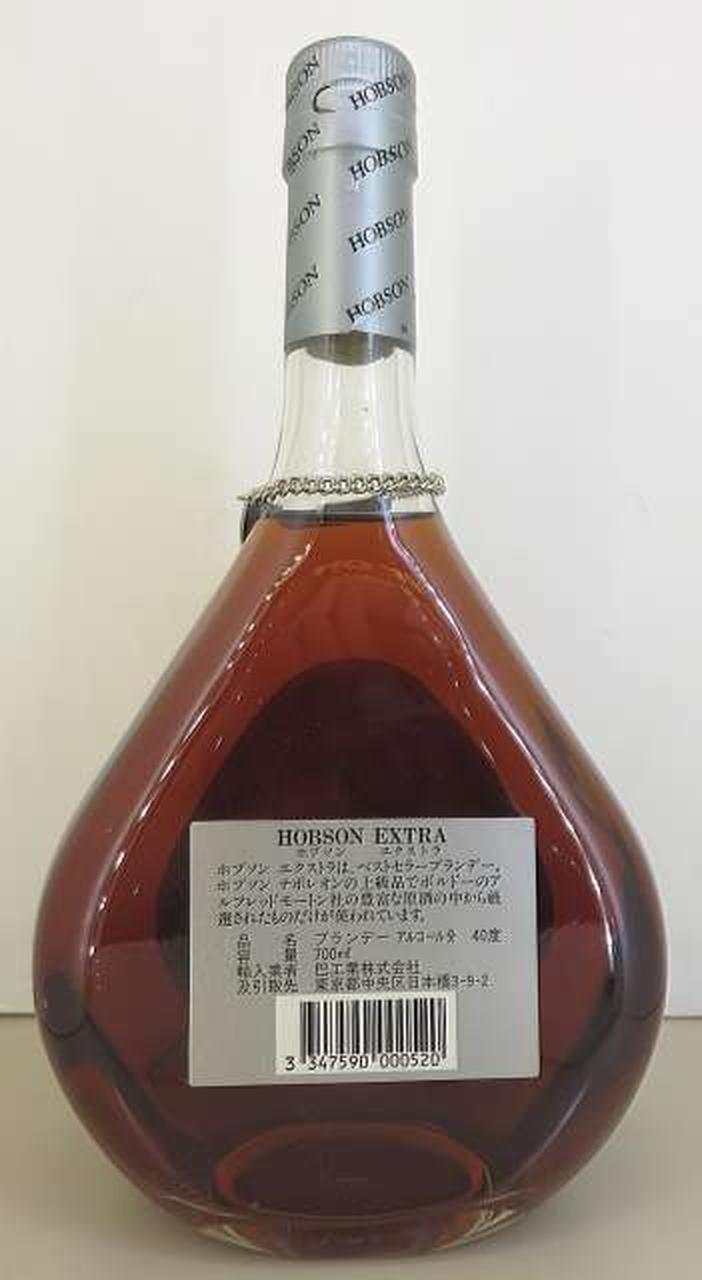 HOBSON
HOBSON
HOBSON
HOBSON
HOBSON EXTRA
ホブソン エクストラ
ホブソン エクストラは、ベストセラーブランデー。
ホブソン ナポレオンの上級品でボルドーのア
ルフレッドモートン社の豊富な原酒の中から厳
選されたものだけが使われています。
品 名 ブランデー アルコール分 40度
容 量 700ml
輸入業者 巴工業株式会社
及引取先 東京都中央区日本橋3-9-2
3 347590 000520